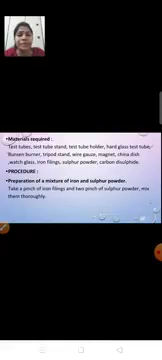 •Materials required :
Test tubes, test tube stand, test tube holder, hard glass test tube,
Bunsen burner, tripod stand, wire gauze, magnet, china dish
,watch glass, iron filings, sulphur powder, carbon disulphide.
•PROCEDURE :
•Preparation of a mixture of iron and sulphur powder.
Take a pinch of iron filings and two pinch of sulphur powder, mix
them thoroughly.